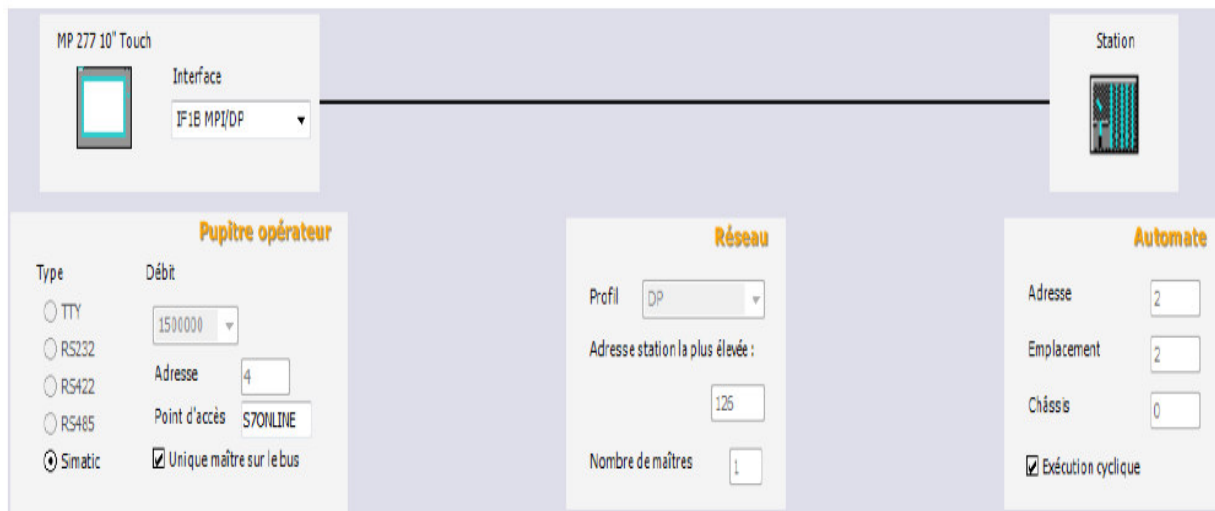 MP 277 10" Touch
Interface
IF1B MPI/DP
Station
Pupitre opérateur
Type
Débit
TTY
1500000
RS232
Adresse
4
RS422
Point d'accès
S7ONLINE
RS485
Simatic
Unique maître sur le bus
Réseau
Profil
DP
Adresse station la plus élevée :
126
Nombre de maîtres
1
Automate
Adresse
2
Emplacement
2
Châssis
0
Exécution cyclique